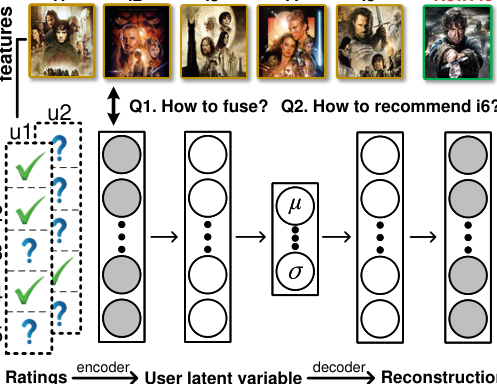 features
Q1. How to fuse? Q2. How to recommend i6?
u1
u2
μ
σ
Ratings encoder User latent variable decoder Reconstruction